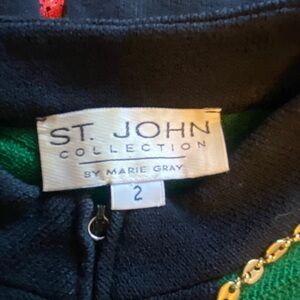 ST. JOHN
COLLECTION
BY MARIE GRAY
2